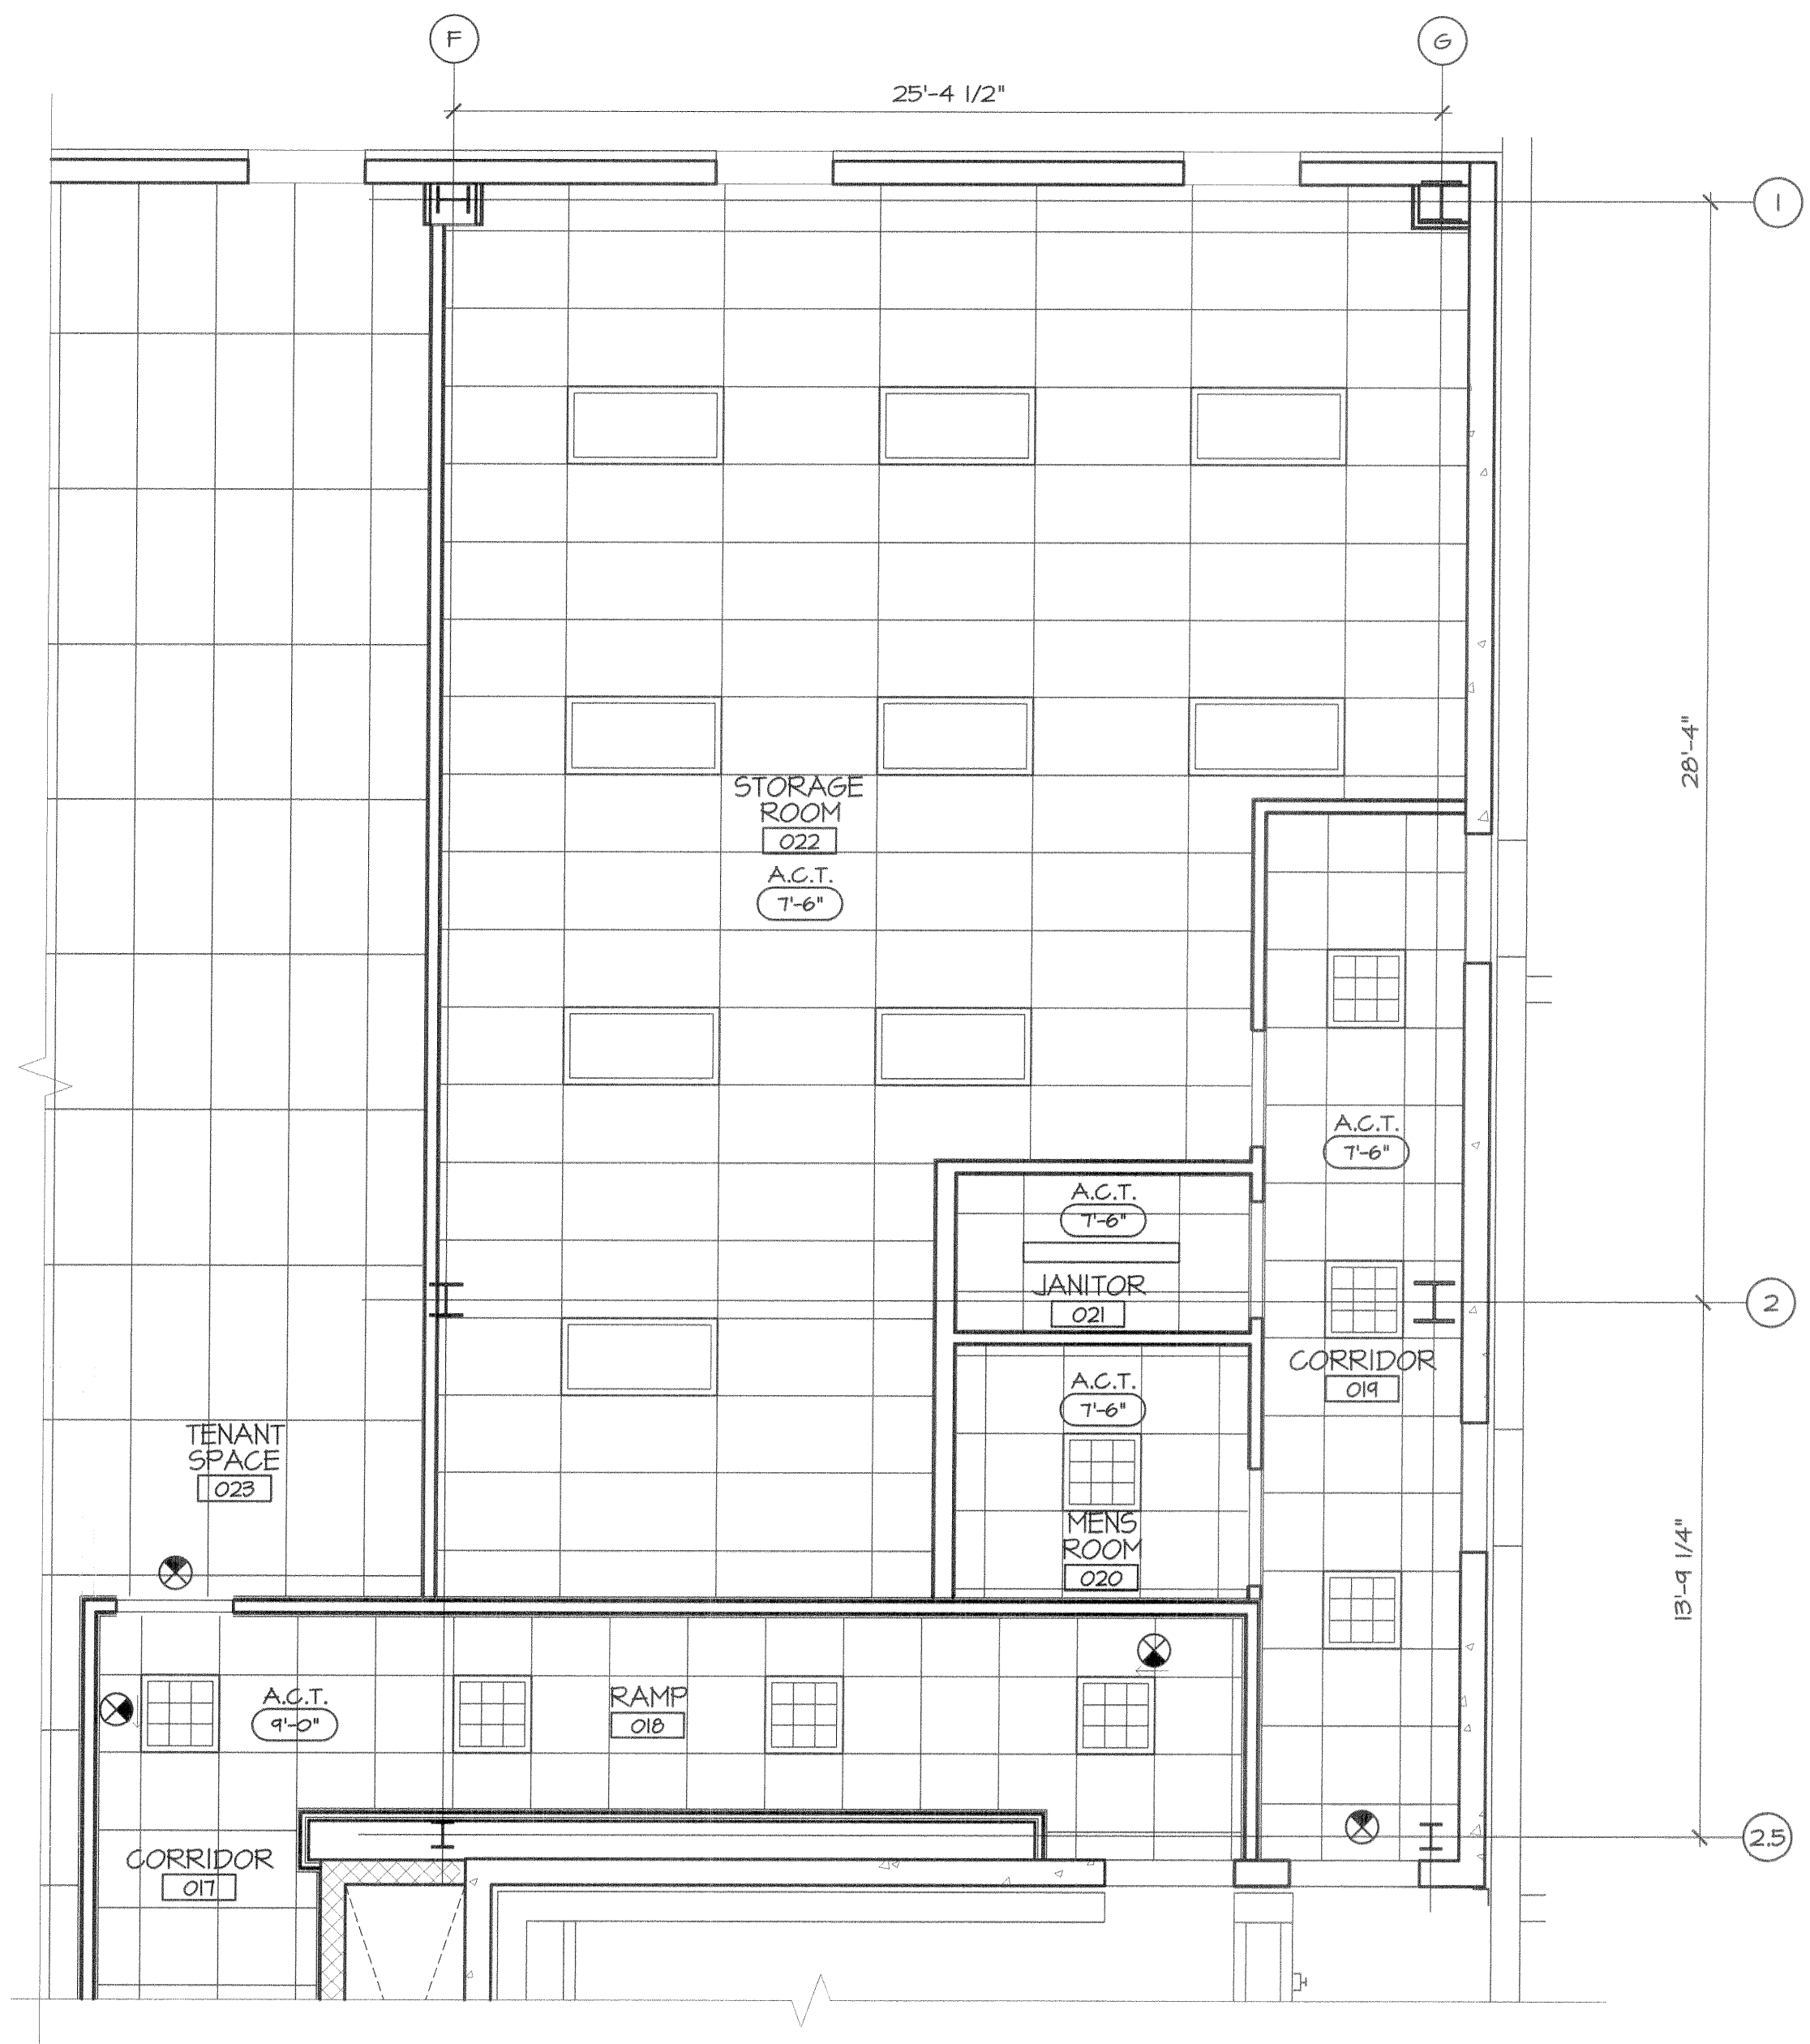 F
G
25'-4 1/2"
1
28'-4"
STORAGE
ROOM
022
A.C.T.
7'-6"
A.C.T.
7'-6"
A.C.T.
7'-6"
JANITOR
021
2
CORRIDOR
019
A.C.T.
7'-6"
TENANT
SPACE
023
MENS
ROOM
020
13'-9 1/4"
A.C.T.
9'-0"
RAMP
018
2.5
CORRIDOR
017